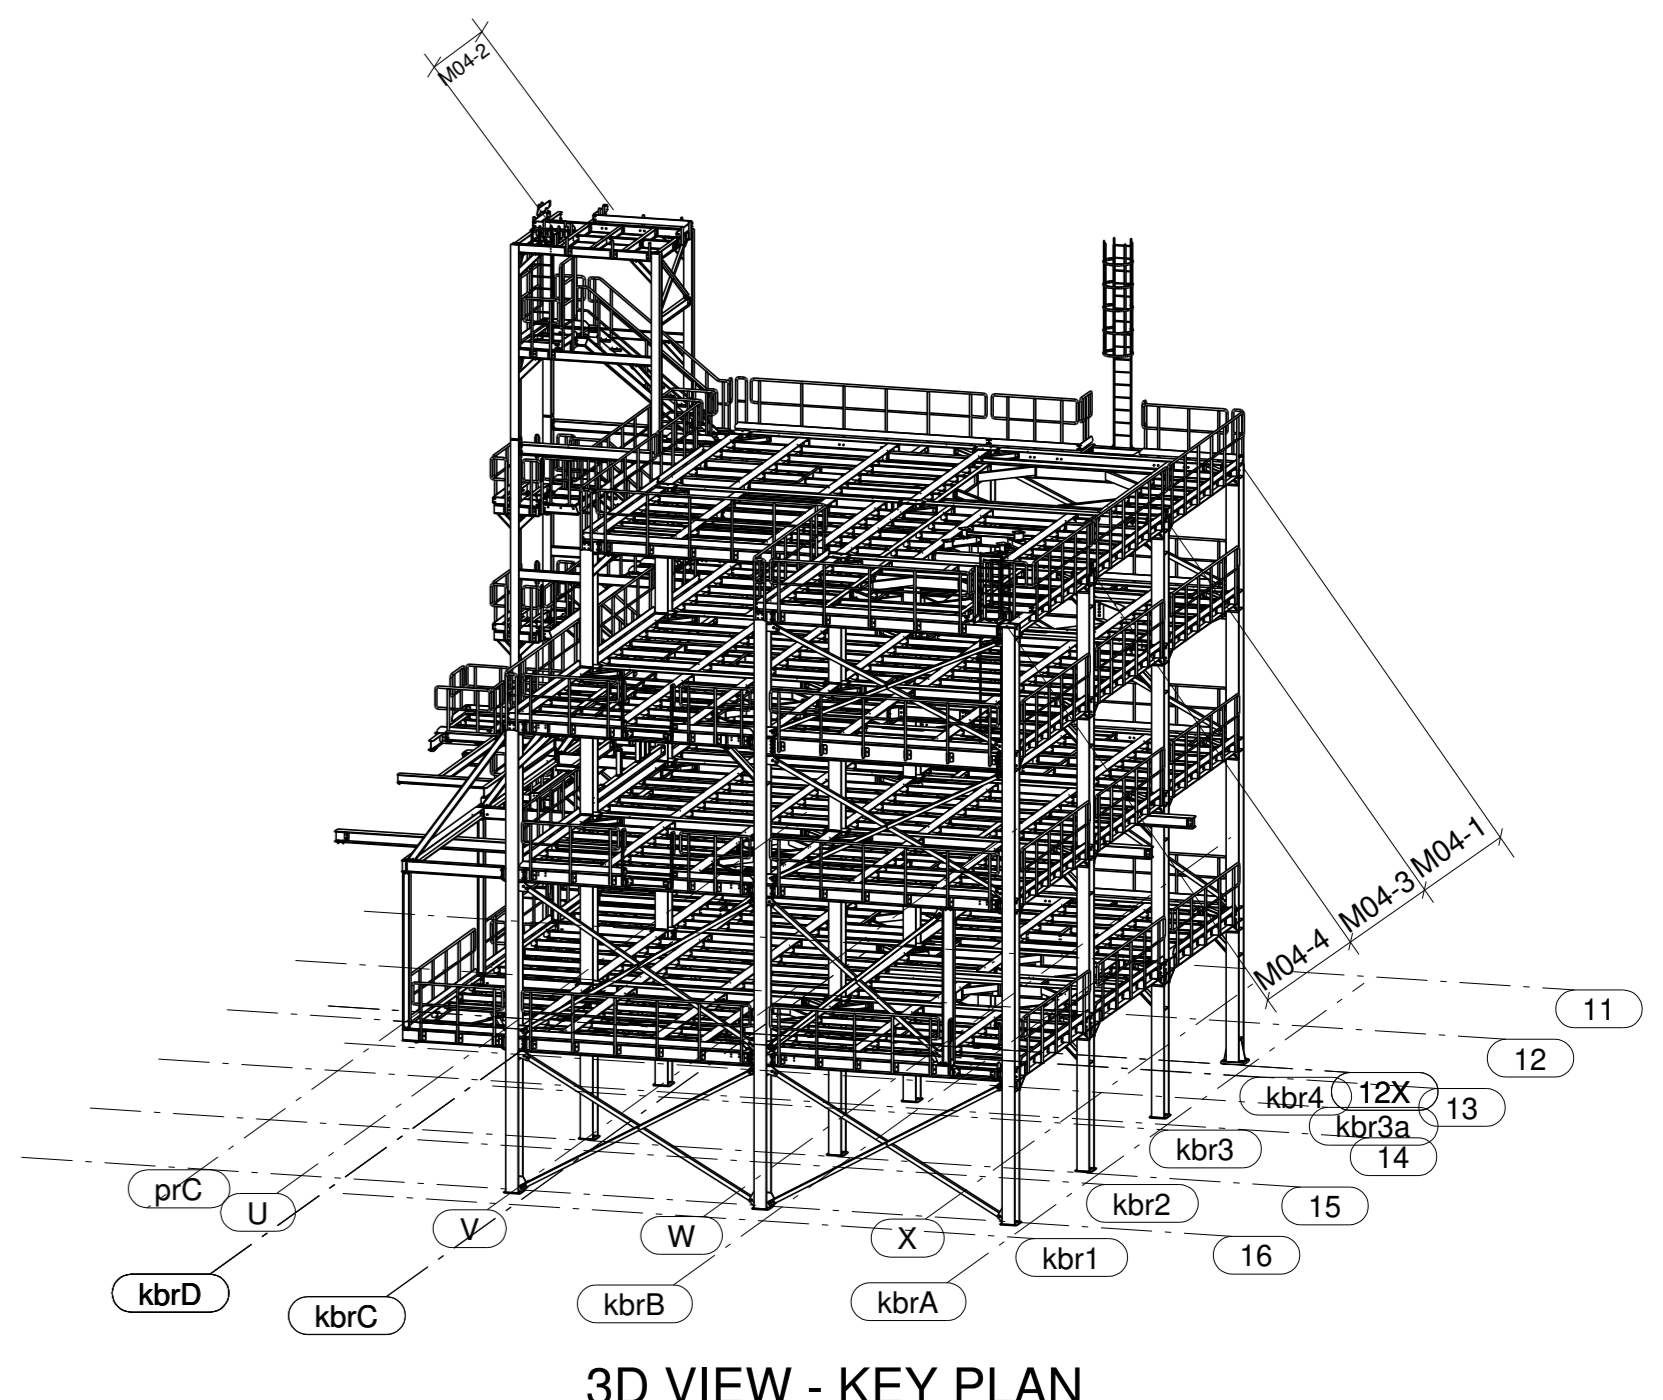 M04-2
M04-1
M04-3
M04-4
11
12
kbr4
12X
13
kbr3a
kbr3
14
prC
U
kbr2
15
V
W
X
kbr1
16
kbrD
kbrC
kbrB
kbrA
3D VIEW - KEY PLAN